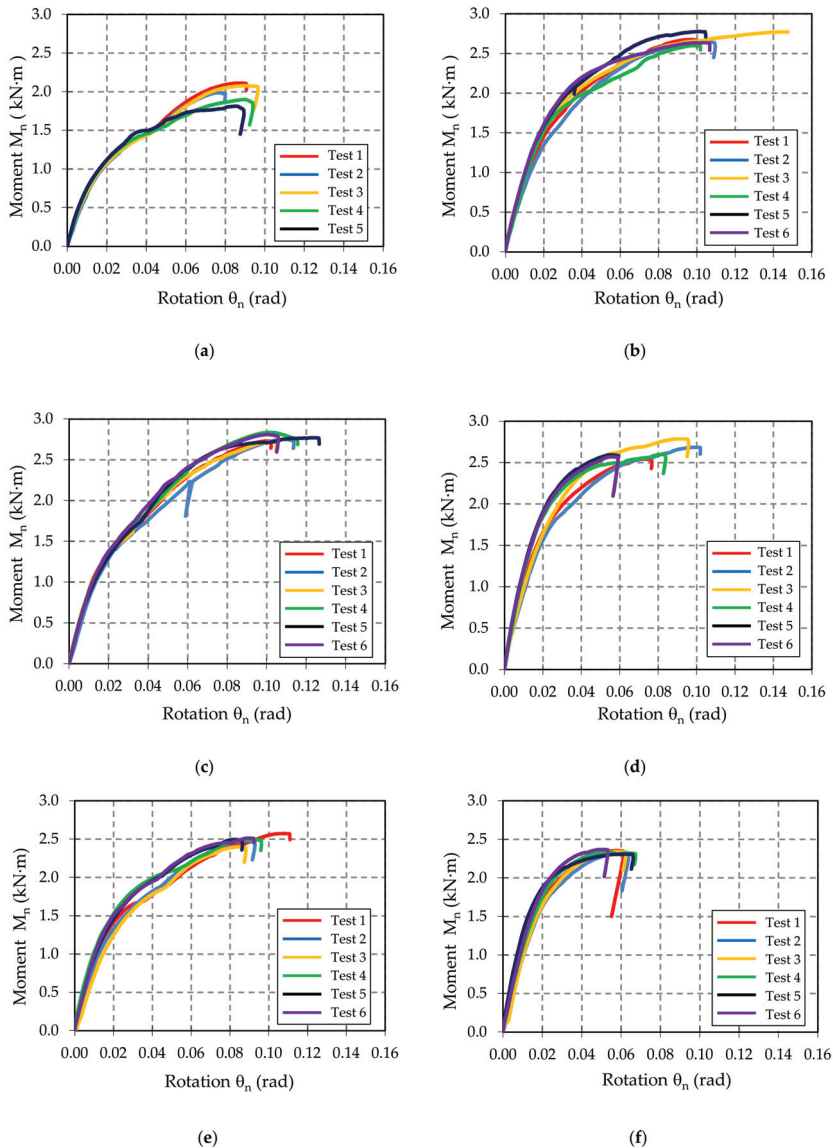 3.0
2.5
2.0
1.5
1.0
0.5
0.0
Moment Mn ( kN·m)
0.00 0.02 0.04 0.06 0.08 0.10 0.12 0.14 0.16
Rotation θn (rad)
Test 1
Test 2
Test 3
Test 4
Test 5
(a)
3.0
2.5
2.0
1.5
1.0
0.5
0.0
Moment Mn ( kN·m)
0.00 0.02 0.04 0.06 0.08 0.10 0.12 0.14 0.16
Rotation θn (rad)
Test 1
Test 2
Test 3
Test 4
Test 5
Test 6
(b)
3.0
2.5
2.0
1.5
1.0
0.5
0.0
Moment Mn (kN·m)
0.00 0.02 0.04 0.06 0.08 0.10 0.12 0.14 0.16
Rotation θn (rad)
Test 1
Test 2
Test 3
Test 4
Test 5
Test 6
(c)
3.0
2.5
2.0
1.5
1.0
0.5
0.0
Moment Mn (kN·m)
0.00 0.02 0.04 0.06 0.08 0.10 0.12 0.14 0.16
Rotation θn (rad)
Test 1
Test 2
Test 3
Test 4
Test 5
Test 6
(d)
3.0
2.5
2.0
1.5
1.0
0.5
0.0
Moment Mn (kN·m)
0.00 0.02 0.04 0.06 0.08 0.10 0.12 0.14 0.16
Rotation θn (rad)
Test 1
Test 2
Test 3
Test 4
Test 5
Test 6
(e)
3.0
2.5
2.0
1.5
1.0
0.5
0.0
Moment Mn (kN·m)
0.00 0.02 0.04 0.06 0.08 0.10 0.12 0.14 0.16
Rotation θn (rad)
Test 1
Test 2
Test 3
Test 4
Test 5
Test 6
(f)